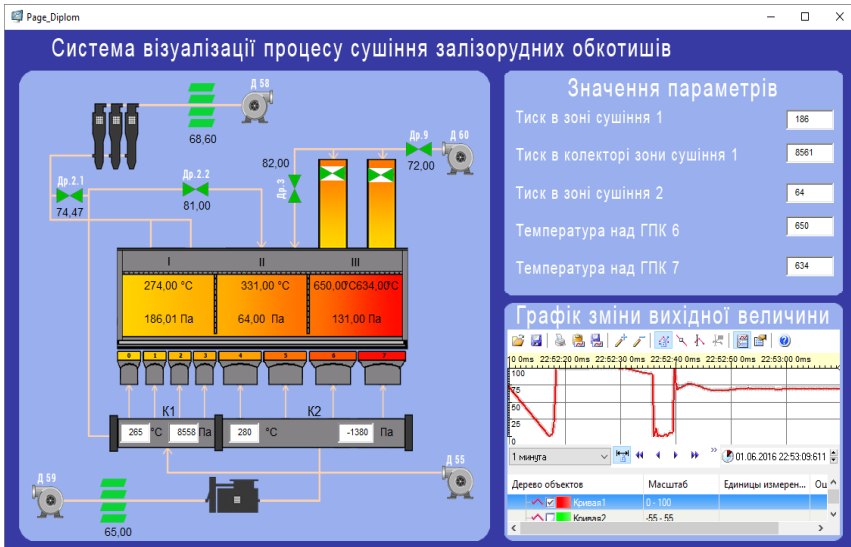 Page_Diplom
Система візуалізації процесу сушіння залізорудних обкотишів
Д 58
68,60
Др.9
Д 60
82,00
72,00
Др.3
Др.2.1
74,47
Др.2.2
81,00
I
II
III
274,00 °C
331,00 °C
650,00°C
634,00°C
186,01 Па
64,00 Па
131,00 Па
0
1
2
3
4
5
6
7
К1
К2
265 °C
8558 Па
280 °C
-1380 Па
Д 59
65,00
Д 55
Значення параметрів
Тиск в зоні сушіння 1
186
Тиск в колекторі зони сушіння 1
8561
Тиск в зоні сушіння 2
64
Температура над ГПК 6
650
Температура над ГПК 7
634
Графік зміни вихідної величини
10 0ms 22:52:20 0ms 22:52:30 0ms 22:52:40 0ms 22:52:50 0ms 22:53:00 0ms
100
75
50
25
0
1 минута
01.06.2016 22:53:09:611
Дерево объектов
Масштаб
Единицы измерен...
Ош
Кривая1
0 - 100
Кривая2
-55 - 55